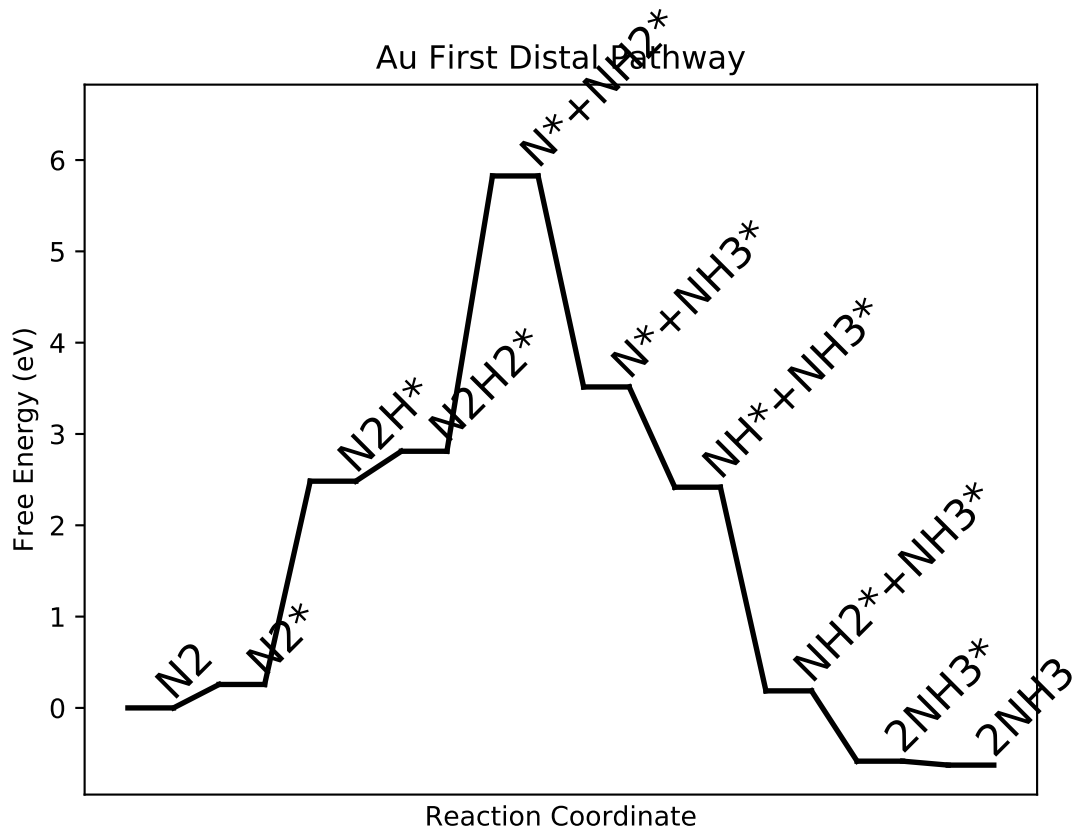 Au First Distal Pathway
Free Energy (eV)
6
5
4
3
2
1
0
N2
N2*
N2H*
N2H2*
N*+NH2*
N*+NH3*
NH*+NH3*
NH2*+NH3*
2NH3*
2NH3
Reaction Coordinate